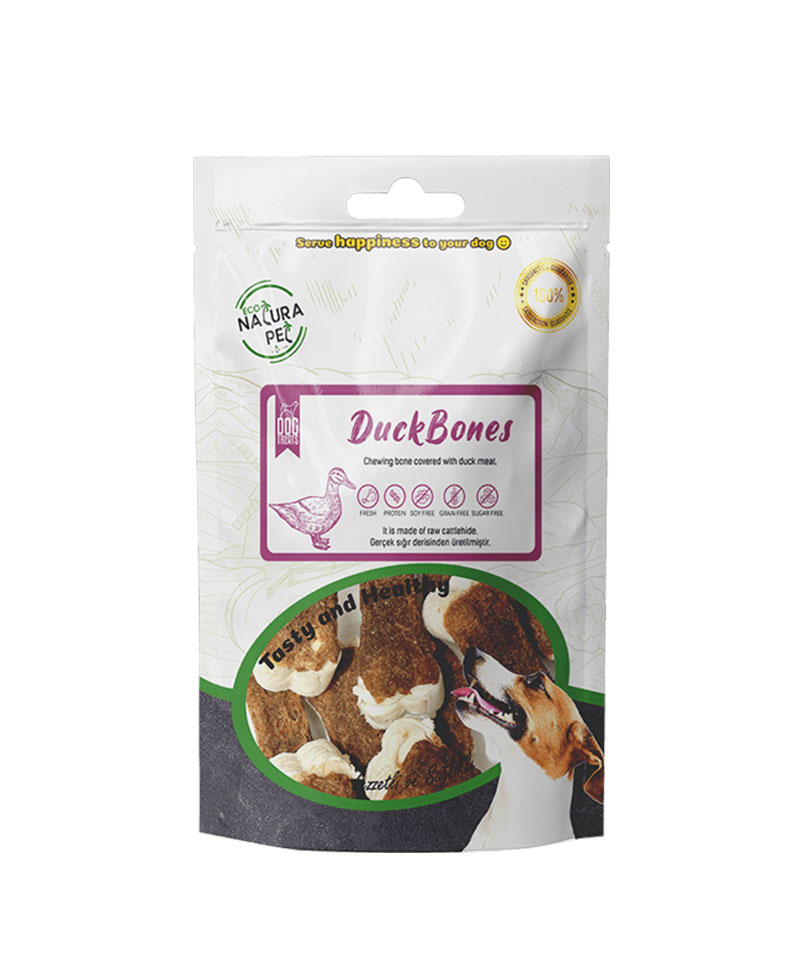 Serve happiness to your dog
ECO
NATURA
PET
100%
SATISFACTION GUARANTEE
DOG
TREATS
DuckBones
Chewing bone covered with duck meat.
FRESH PROTEIN SOY FREE GRAIN FREE SUGAR FREE
It is made of raw cattlehide.
Gerçek sığır derisinden üretilmiştir.
Tasty and Healthy